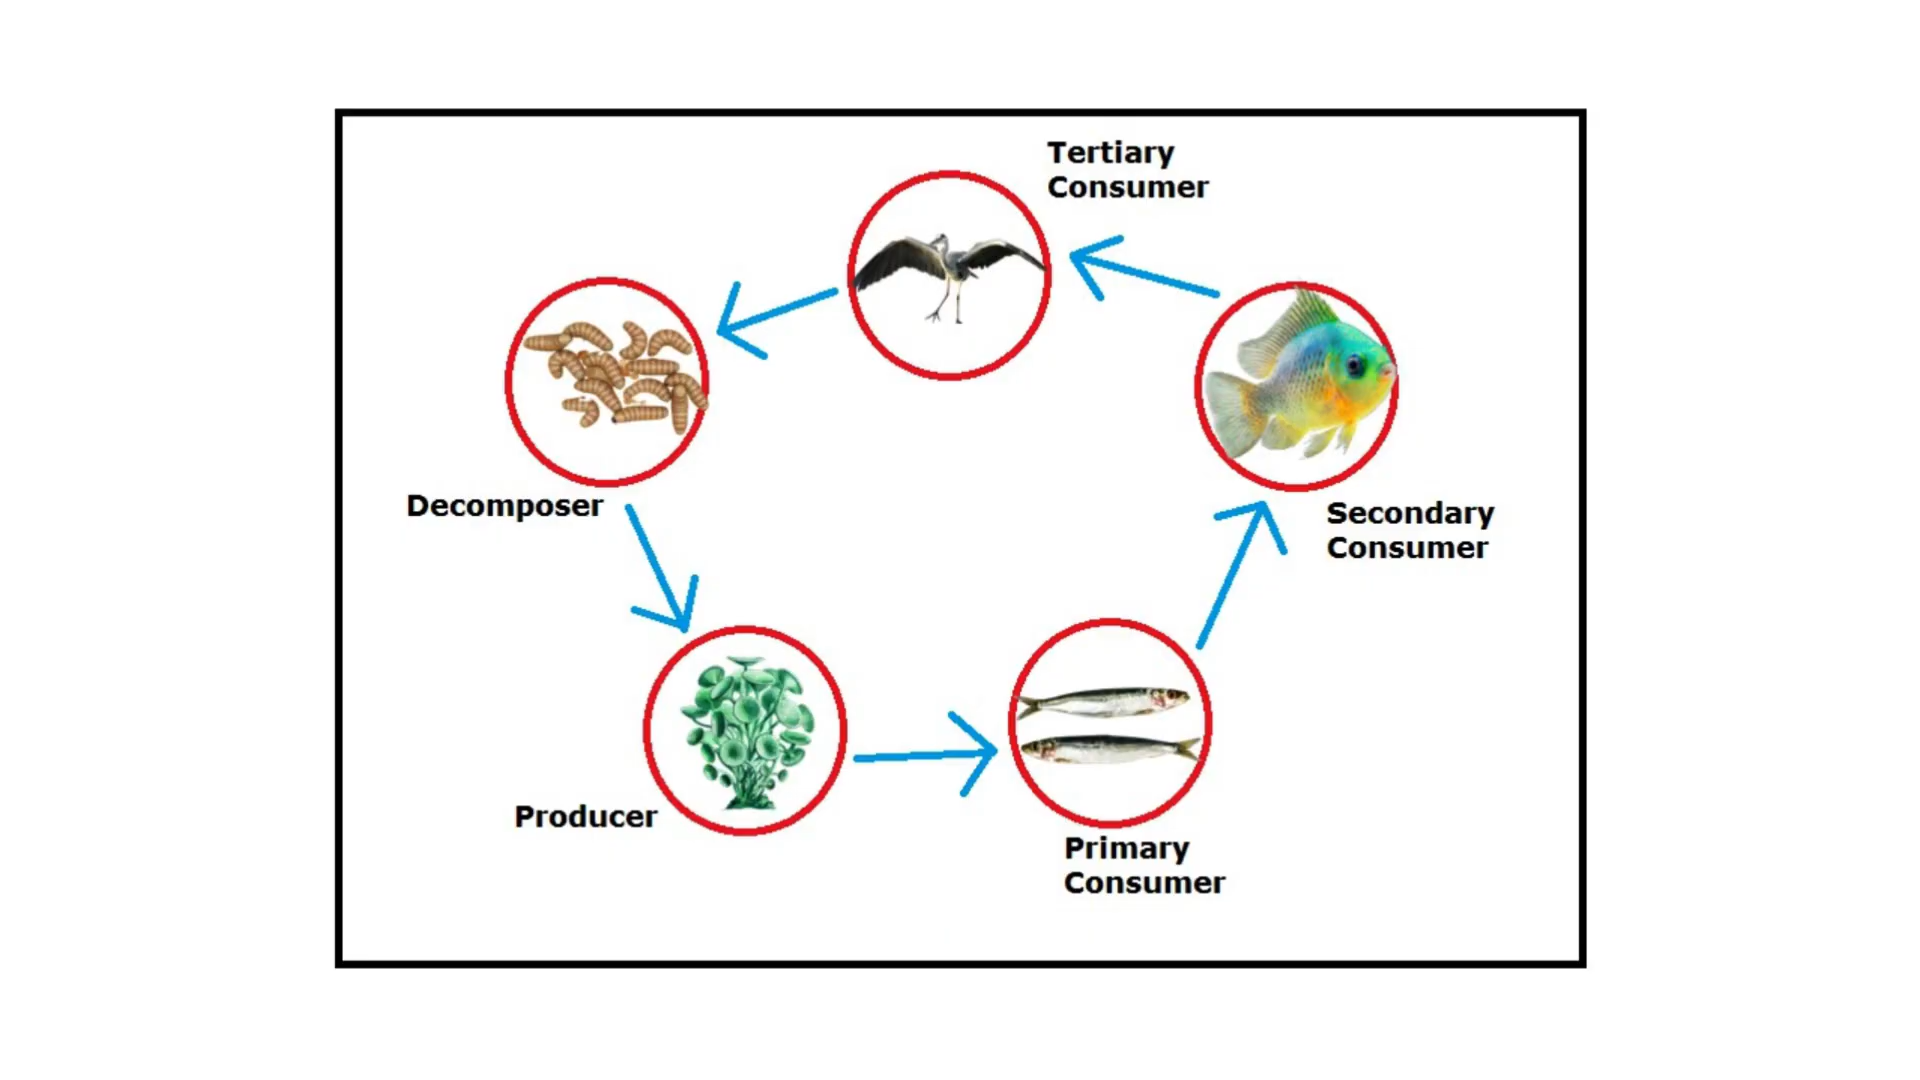 Tertiary
Consumer
Decomposer
Secondary
Consumer
Producer
Primary
Consumer